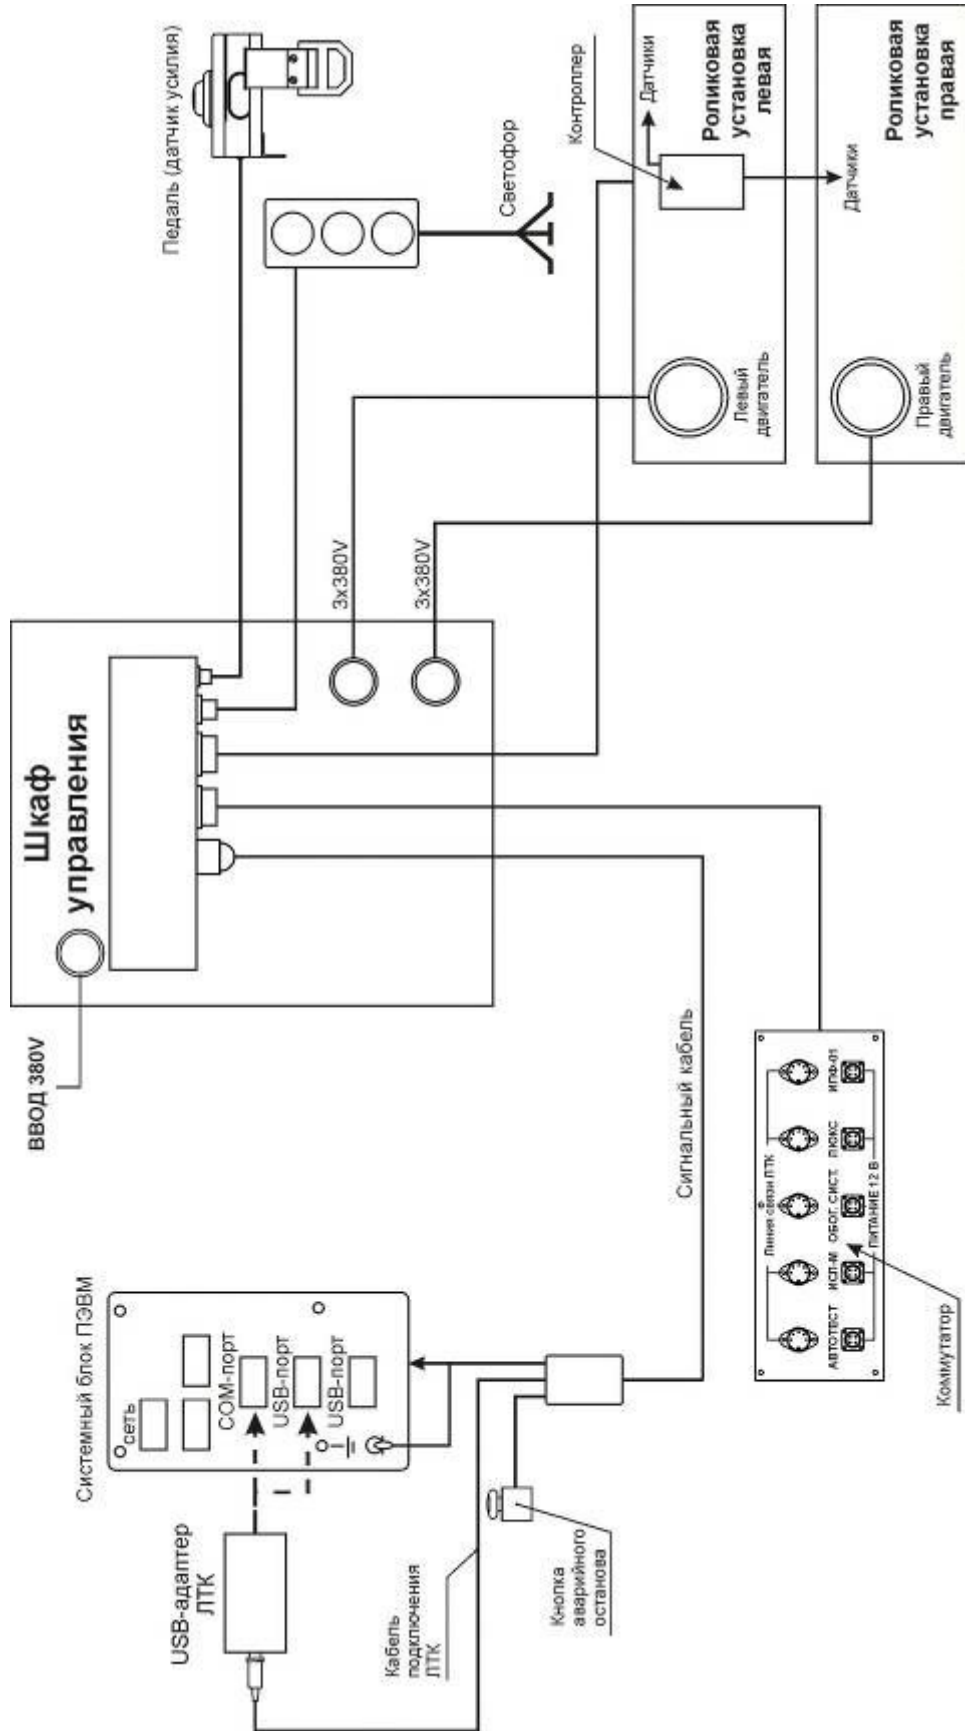 Системный блок ПЭВМ
сеть
COM-порт
USB-порт
USB-порт
USB-адаптер
ЛТК
Кабель
подключения
ЛТК
Кнопка
аварийного
останова
ВВОД 380V
Шкаф
управления
3x380V
3x380V
Сигнальный кабель
Линия связи ЛТК
АВТОТЕСТ
ИСП-М
ОБОГ. СИСТ.
ЛЮКС
ИПФ-01
ПИТАНИЕ 12 В
Коммутатор
Педаль (датчик усилия)
Светофор
Контроллер
Датчики
Роликовая
установка
левая
Левый
двигатель
Датчики
Роликовая
установка
правая
Правый
двигатель